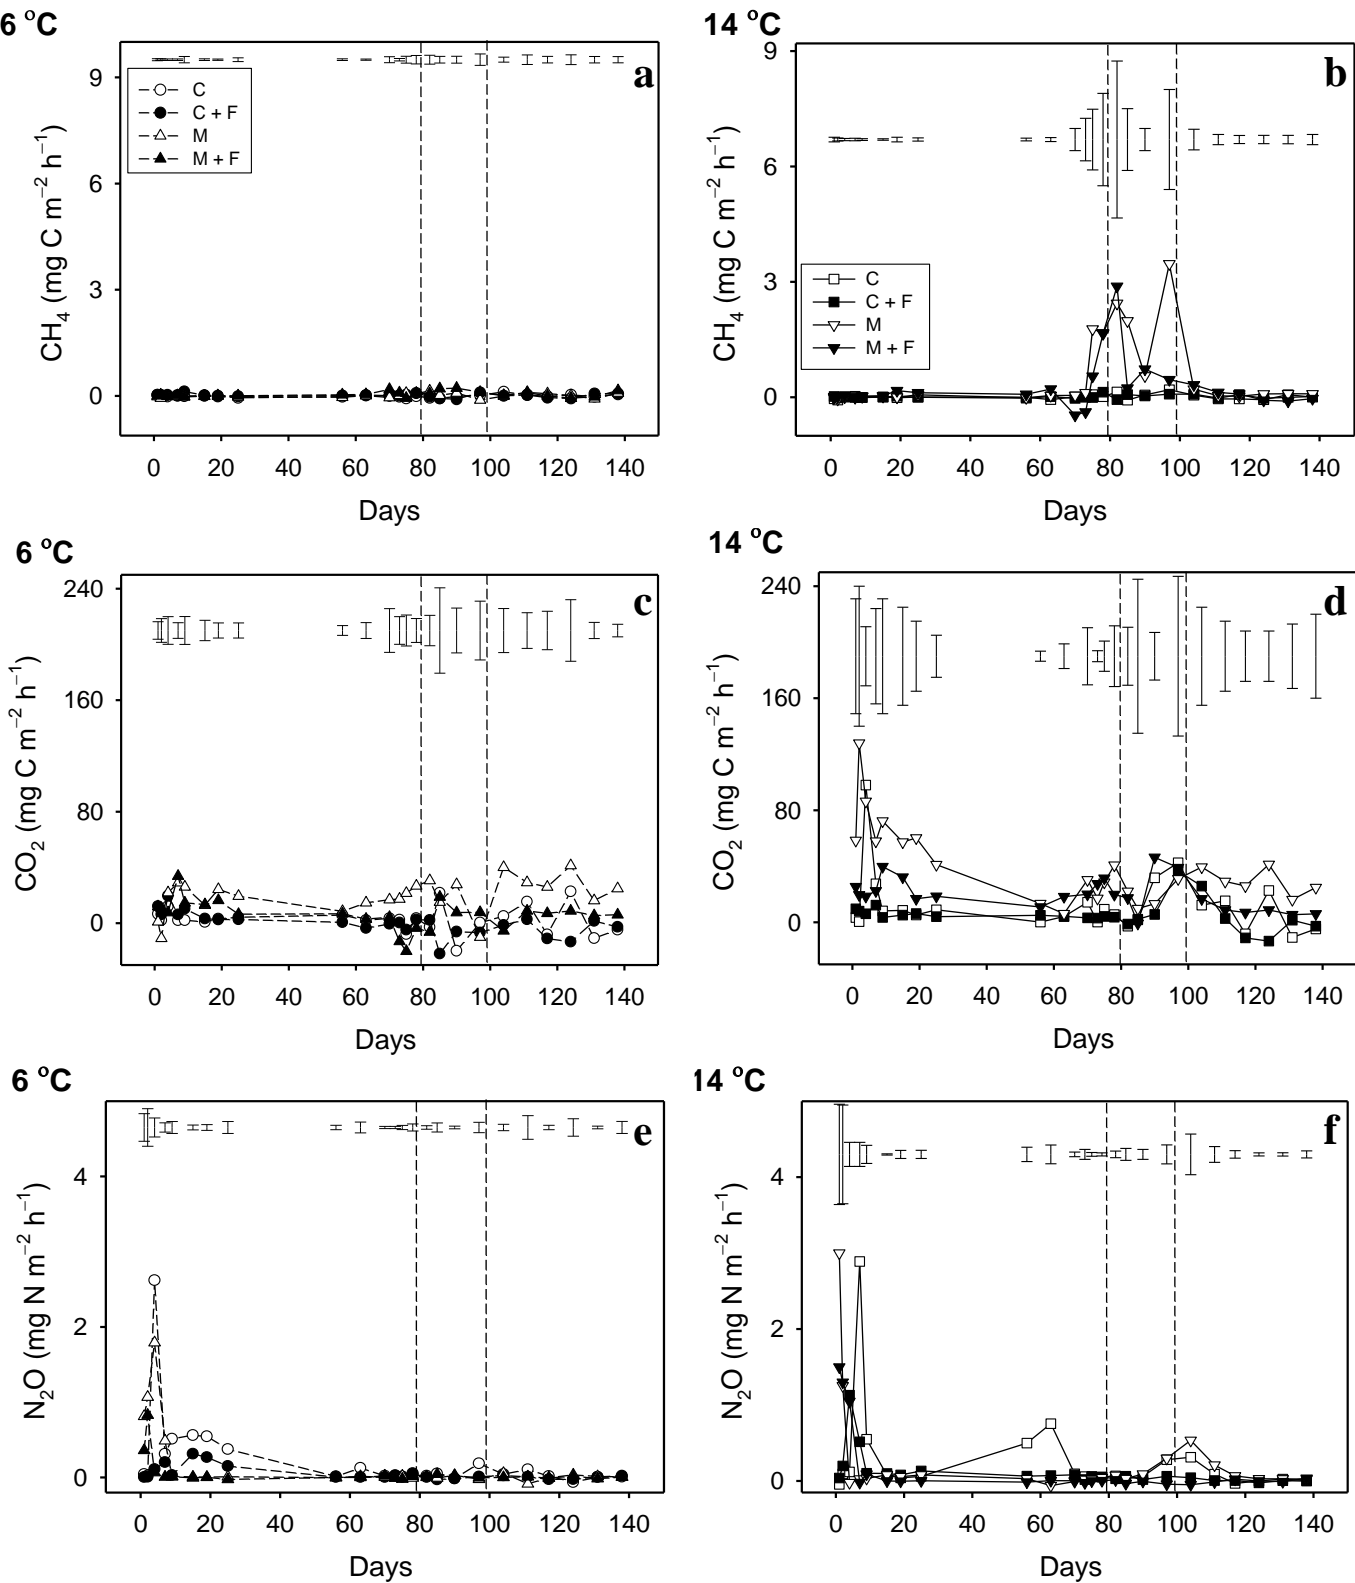 6 °C
14 °C
a
b
9
6
3
0
CH₄ (mg C m⁻² h⁻¹)
C
C + F
M
M + F
0 20 40 60 80 100 120 140
Days
9
6
3
0
CH₄ (mg C m⁻² h⁻¹)
C
C + F
M
M + F
0 20 40 60 80 100 120 140
Days
6 °C
14 °C
c
d
240
160
80
0
CO₂ (mg C m⁻² h⁻¹)
0 20 40 60 80 100 120 140
Days
240
160
80
0
CO₂ (mg C m⁻² h⁻¹)
0 20 40 60 80 100 120 140
Days
6 °C
14 °C
e
f
4
2
0
N₂O (mg N m⁻² h⁻¹)
0 20 40 60 80 100 120 140
Days
4
2
0
N₂O (mg N m⁻² h⁻¹)
0 20 40 60 80 100 120 140
Days